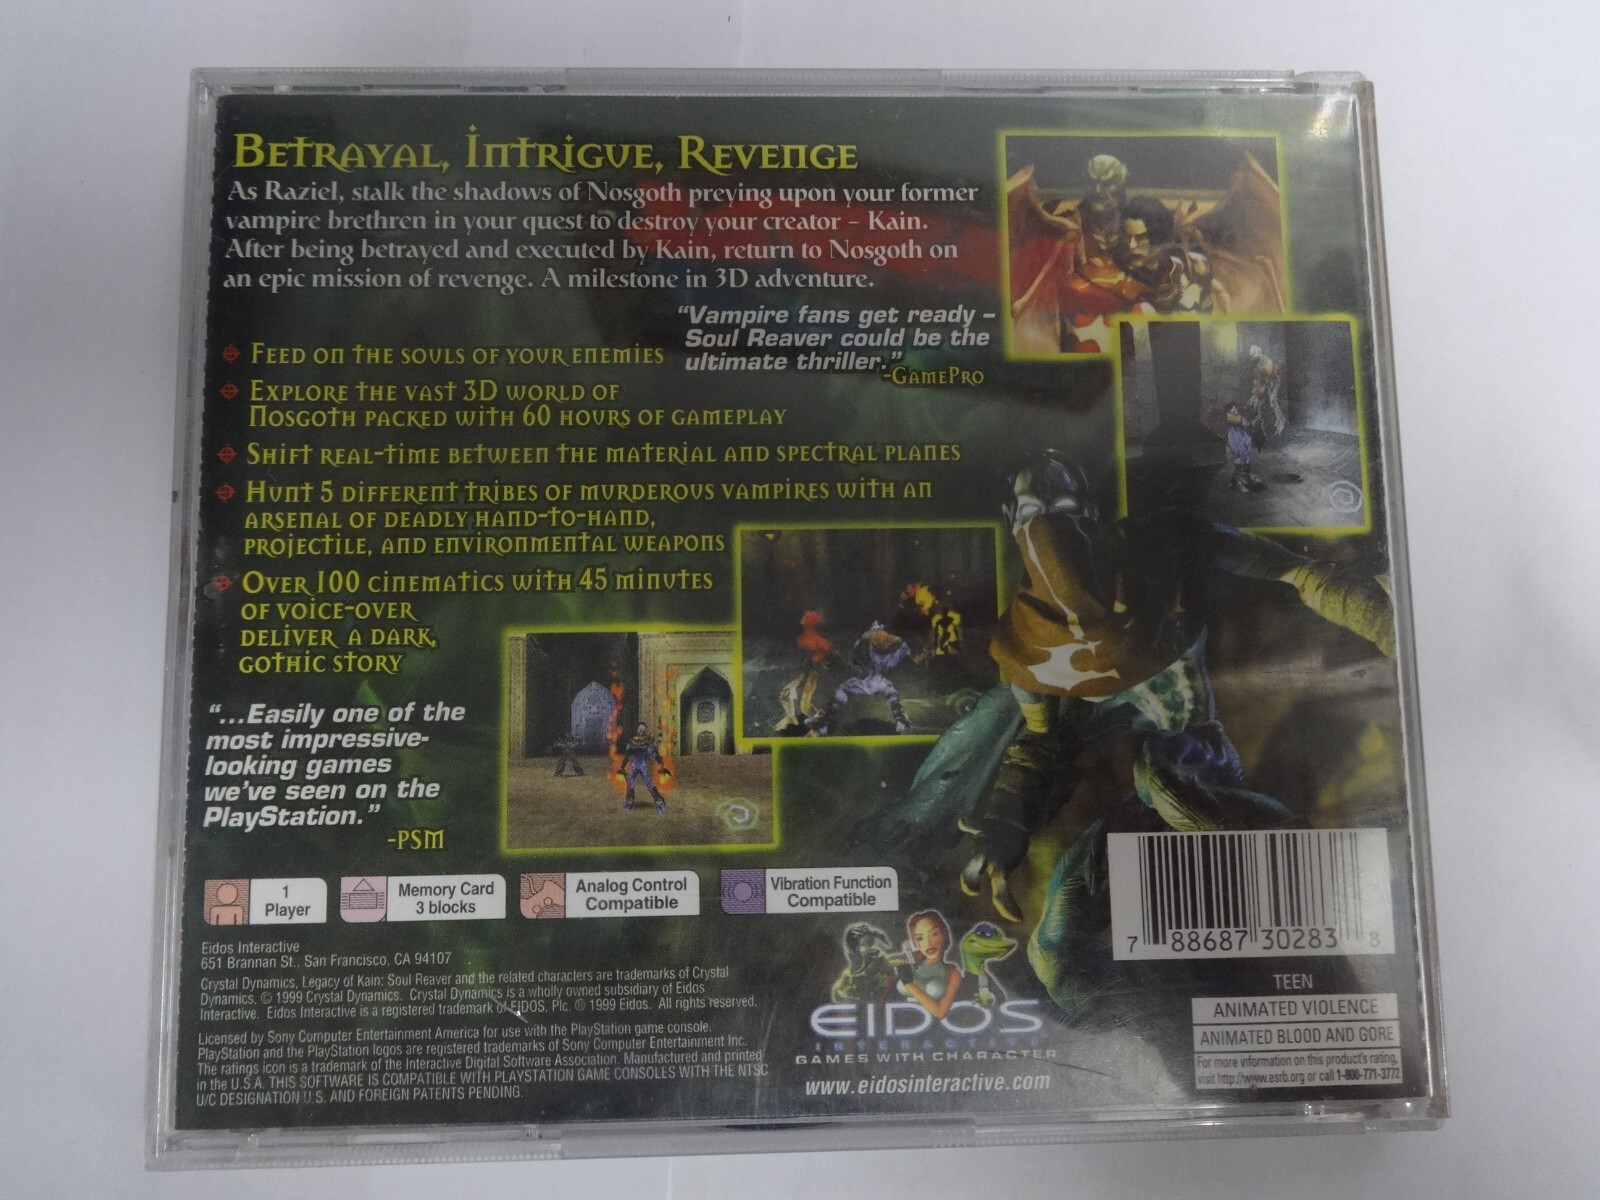 Betrayal, Intrigue, Revenge
As Raziel, stalk the shadows of Nosgoth preying upon your former
vampire brethren in your quest to destroy your creator – Kain.
After being betrayed and executed by Kain, return to Nosgoth on
an epic mission of revenge. A milestone in 3D adventure.
“Vampire fans get ready –
Soul Reaver could be the
ultimate thriller.”
-GamePro
Feed on the souls of your enemies
Explore the vast 3D world of
Nosgoth packed with 60 hours of gameplay
Shift real-time between the material and spectral planes
Hunt 5 different tribes of murderous vampires with an
arsenal of deadly hand-to-hand,
projectile, and environmental weapons
Over 100 cinematics with 45 minutes
of voice-over
deliver a dark,
gothic story
“...Easily one of the
most impressive-
looking games
we've seen on the
PlayStation.”
-PSM
1
Player
Memory Card
3 blocks
Analog Control
Compatible
Vibration Function
Compatible
Eidos Interactive
651 Brannan St., San Francisco, CA 94107
Crystal Dynamics, Legacy of Kain: Soul Reaver and the related characters are trademarks of Crystal
Dynamics. © 1999 Crystal Dynamics. Crystal Dynamics is a wholly owned subsidiary of Eidos
Interactive. Eidos Interactive is a registered trademark of EIDOS, Plc. © 1999 Eidos. All rights reserved.
Licensed by Sony Computer Entertainment America for use with the PlayStation game console.
PlayStation and the PlayStation logos are registered trademarks of Sony Computer Entertainment Inc.
The ratings icon is a trademark of the Interactive Digital Software Association. Manufactured and printed
in the U.S.A. THIS SOFTWARE IS COMPATIBLE WITH PLAYSTATION GAME CONSOLES WITH THE NTSC
U/C DESIGNATION U.S. AND FOREIGN PATENTS PENDING.
EIDOS
INTERACTIVE
GAMES WITH CHARACTER
www.eidosinteractive.com
7 88687 30283 8
TEEN
ANIMATED VIOLENCE
ANIMATED BLOOD AND GORE
For more information on this product's rating,
visit http://www.esrb.org or call 1-800-771-3772